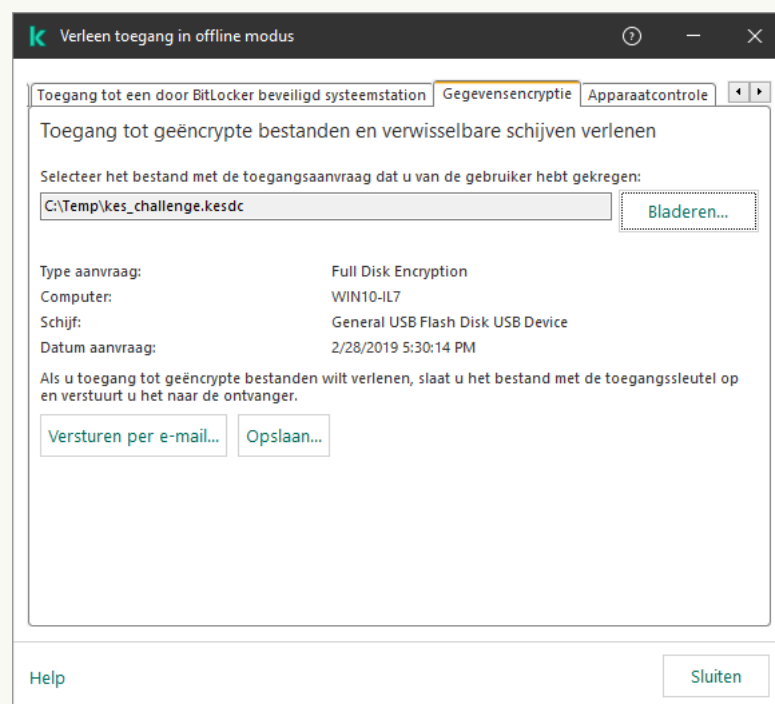 Verleen toegang in offline modus
Toegang tot een door BitLocker beveiligd systeemstation Gegevensencryptie Apparaatcontrole
Toegang tot geëncrypte bestanden en verwisselbare schijven verlenen
Selecteer het bestand met de toegangsaanvraag dat u van de gebruiker hebt gekregen:
C:\Temp\kes_challenge.kesdc Bladeren...
Type aanvraag: Full Disk Encryption
Computer: WIN10-IL7
Schijf: General USB Flash Disk USB Device
Datum aanvraag: 2/28/2019 5:30:14 PM
Als u toegang tot geëncrypte bestanden wilt verlenen, slaat u het bestand met de toegangssleutel op
en verstuurt u het naar de ontvanger.
Versturen per e-mail... Opslaan...
Help Sluiten